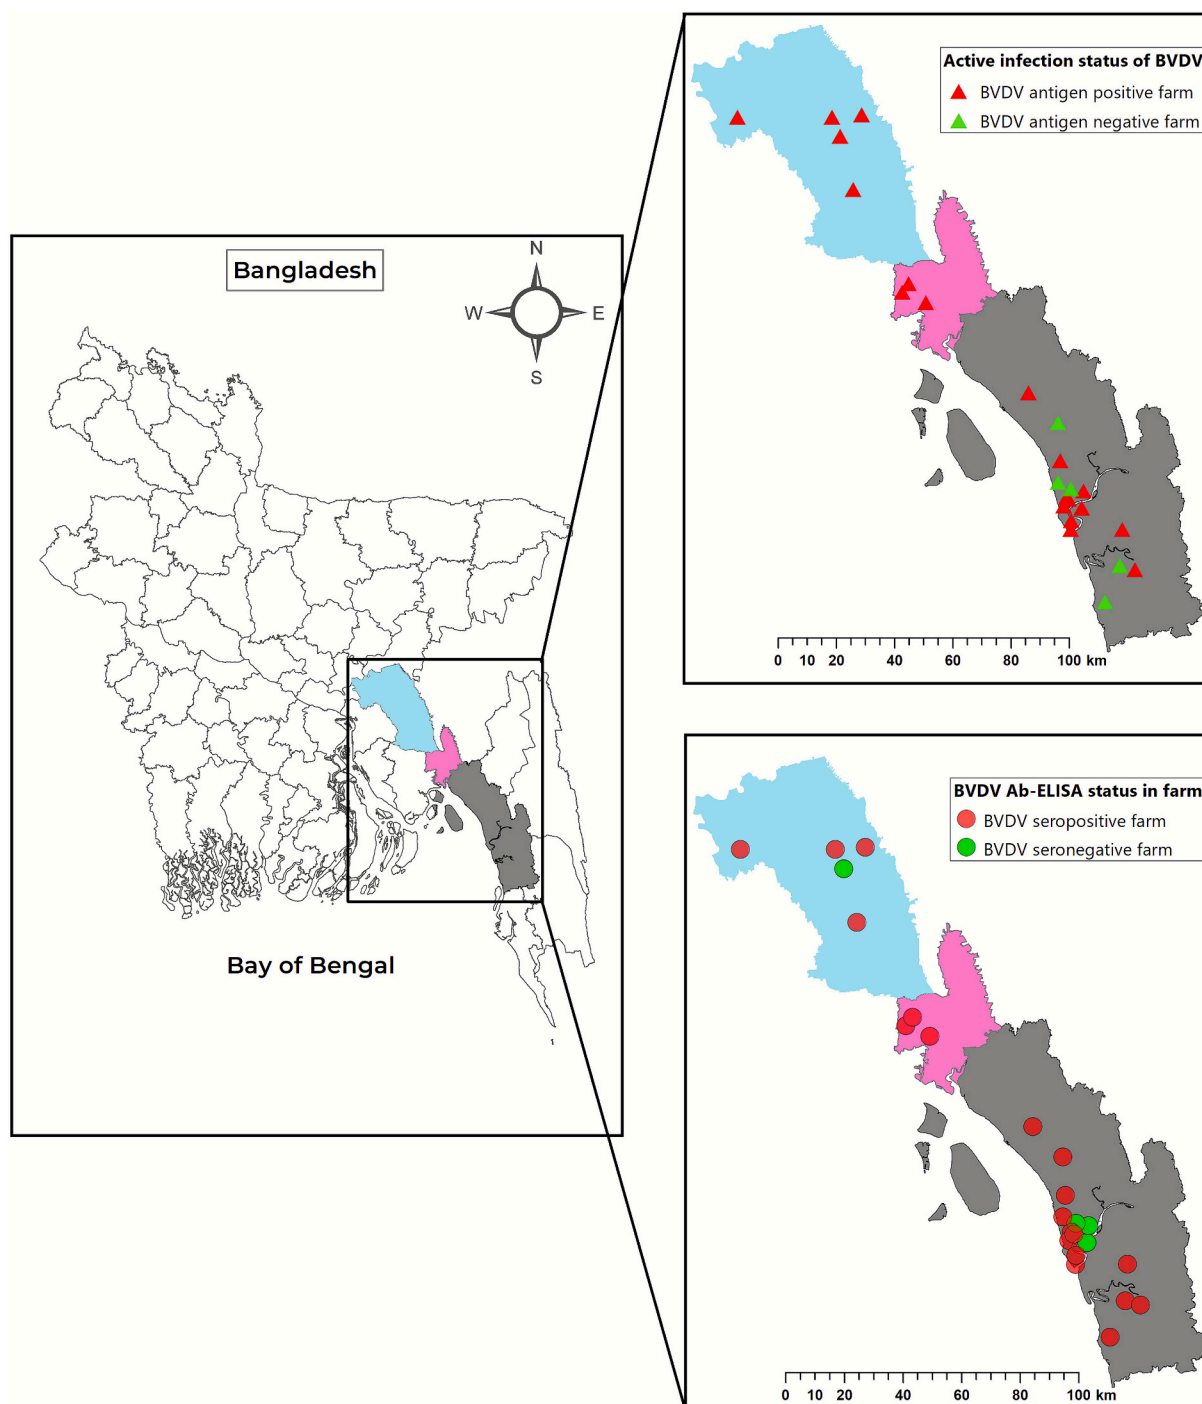 Bangladesh
N
W
E
S
Bay of Bengal
Active infection status of BVDV
BVDV antigen positive farm
BVDV antigen negative farm
0 20 40 60 80 100 km
BVDV Ab-ELISA status in farm
BVDV seropositive farm
BVDV seronegative farm
0 10 20 40 60 80 100 km